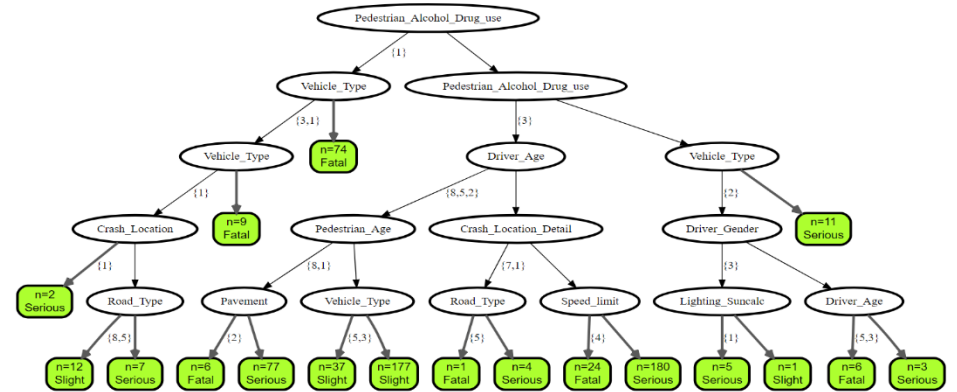 Pedestrian_Alcohol_Drug_use
{1}
Vehicle_Type
Pedestrian_Alcohol_Drug_use
{3,1}
n=74
Fatal
{3}
Vehicle_Type
Driver_Age
Vehicle_Type
{1}
n=9
Fatal
{8,5,2}
{2}
n=11
Serious
Crash_Location
Pedestrian_Age
Crash_Location_Detail
Driver_Gender
{1}
{8,1}
{7,1}
{3}
n=2
Serious
Road_Type
Pavement
Vehicle_Type
Road_Type
Speed_limit
Lighting_Suncalc
Driver_Age
{8,5}
{2}
{5,3}
{5}
{4}
{1}
{5,3}
n=12
Slight
n=7
Serious
n=6
Fatal
n=77
Serious
n=37
Slight
n=177
Slight
n=1
Fatal
n=4
Serious
n=24
Fatal
n=180
Serious
n=5
Serious
n=1
Slight
n=6
Fatal
n=3
Serious